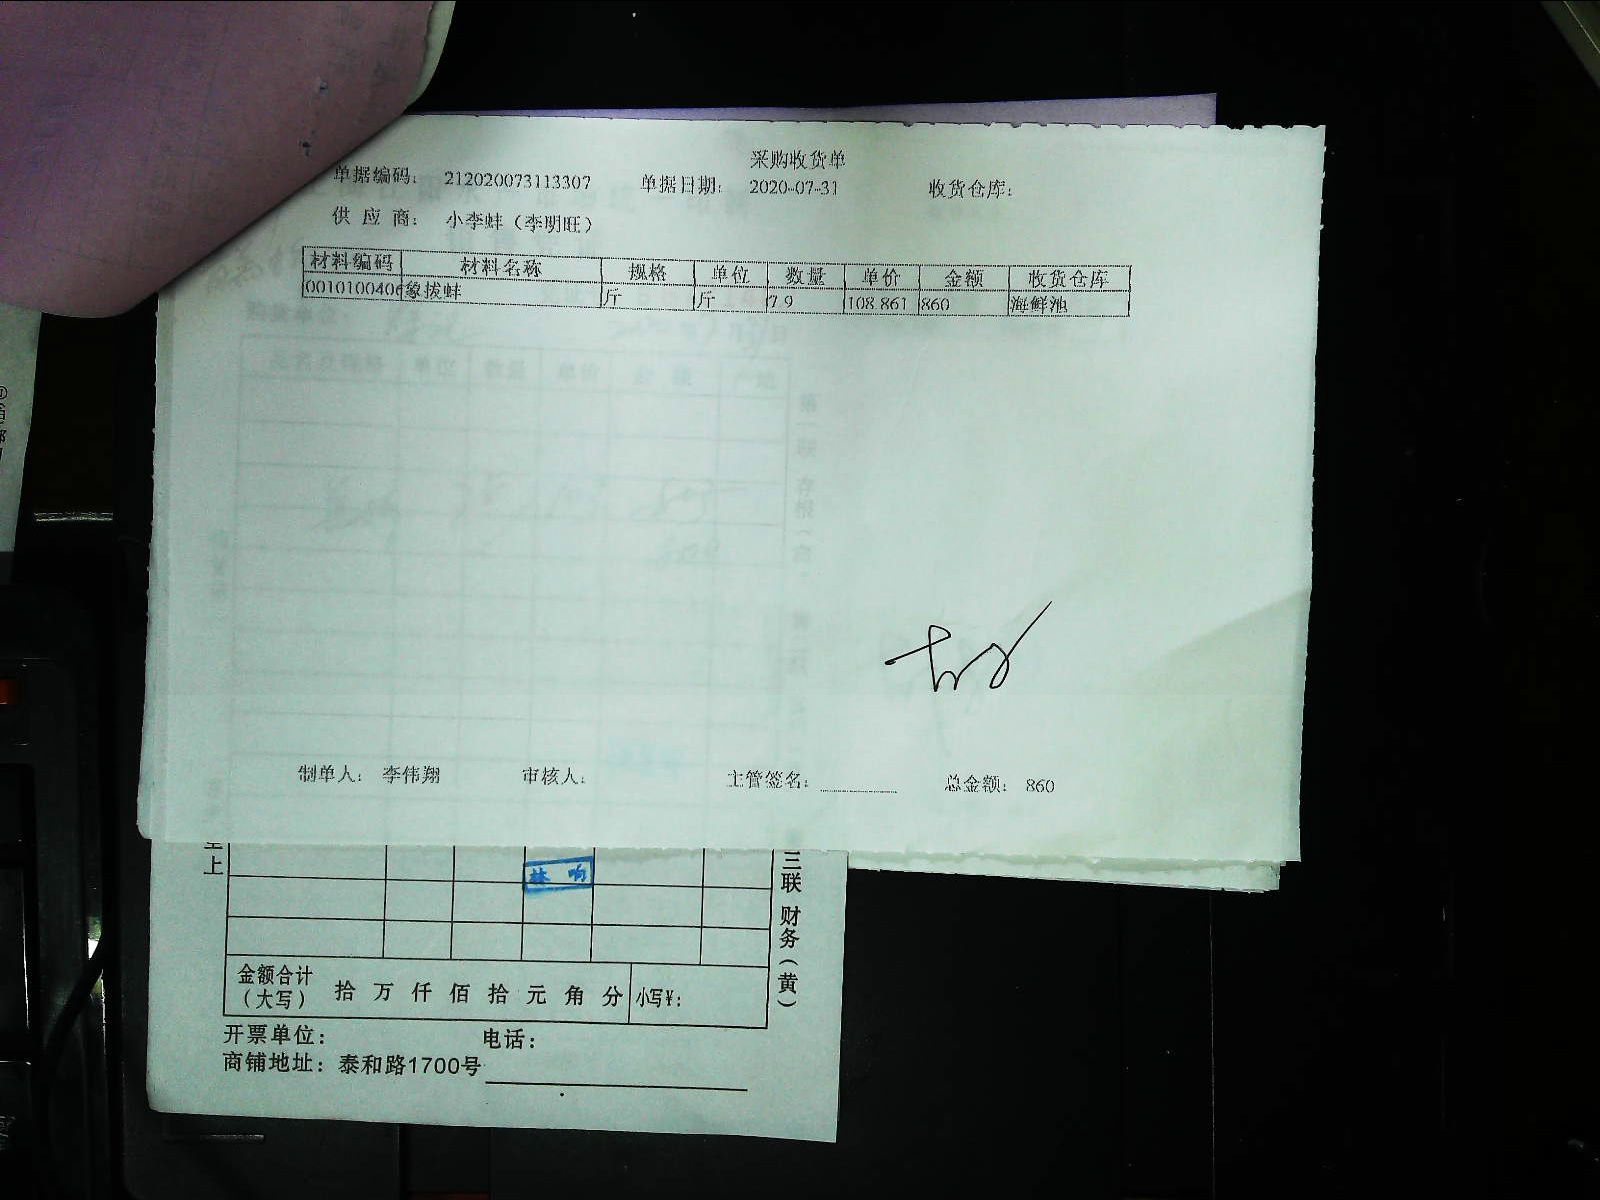 采购收货单
单据编码: 212020073113307 单据日期: 2020-07-31 收货仓库:
供 应 商: 小李蚌（李明旺）
材料编码 材料名称 规格 单位 数量 单价 金额 收货仓库
0010100406 象拔蚌 斤 斤 7.9 108.861 860 海鲜池
制单人: 李伟翔 审核人: 主管签名: 总金额: 860
上
三联 财务（黄）
林 响
金额合计（大写） 拾 万 仟 佰 拾 元 角 分 小写¥:
开票单位: 电话:
商铺地址: 泰和路1700号